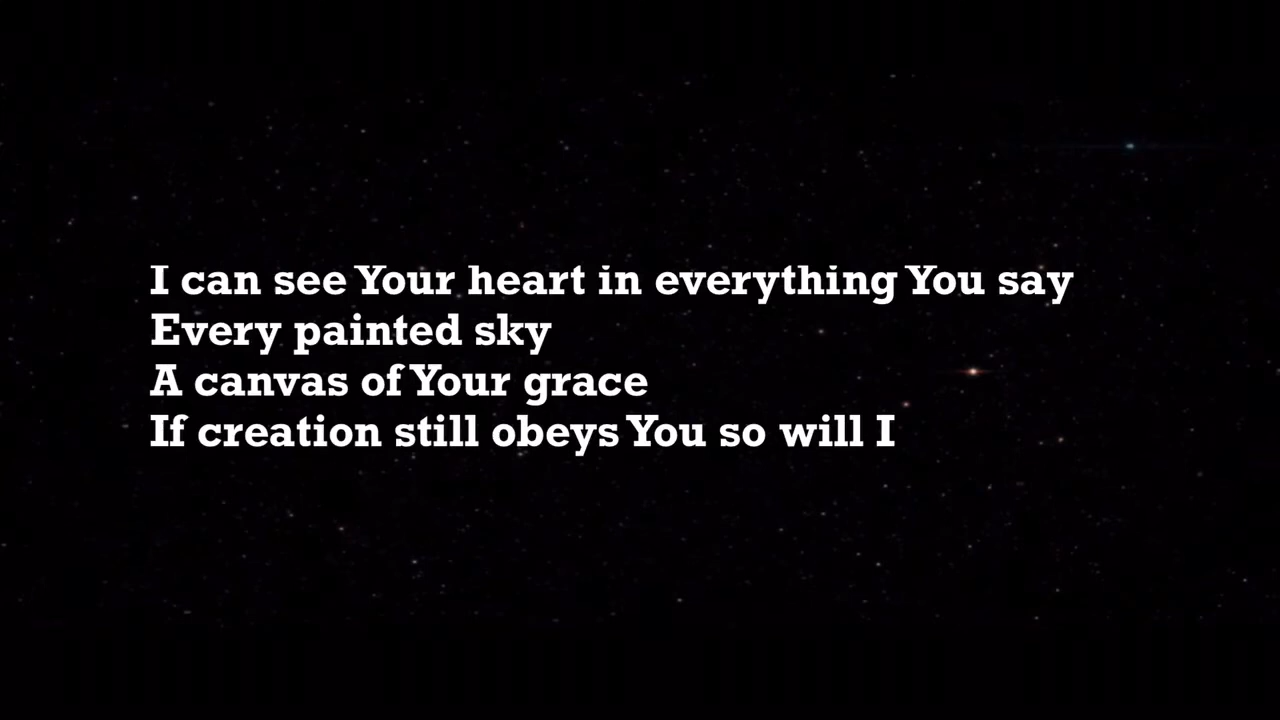 I can see Your heart in everything You say
Every painted sky
A canvas of Your grace
If creation still obeys You so will I